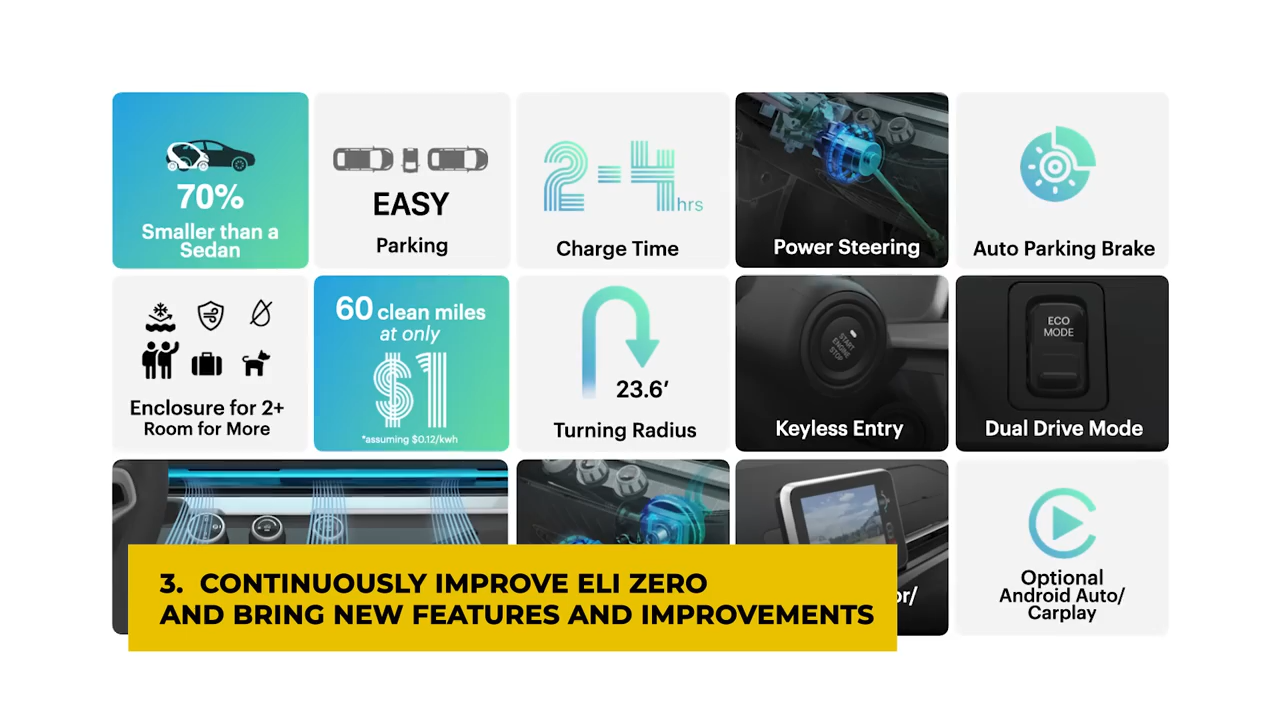 70%
Smaller than a
Sedan
EASY
Parking
2-4hrs
Charge Time
Power Steering
Auto Parking Brake
Enclosure for 2+
Room for More
60 clean miles
at only
$1
*assuming $0.12/kwh
23.6’
Turning Radius
START
ENGINE
STOP
Keyless Entry
ECO
MODE
Dual Drive Mode
or/
Optional
Android Auto/
Carplay
3. CONTINUOUSLY IMPROVE ELI ZERO
AND BRING NEW FEATURES AND IMPROVEMENTS